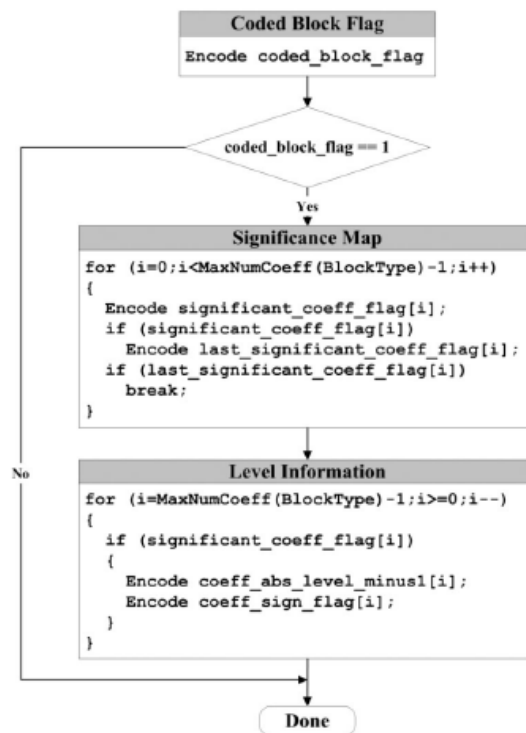 Coded Block Flag
Encode coded_block_flag
coded_block_flag == 1
Yes
Significance Map
for (i=0;i<MaxNumCoeff(BlockType)-1;i++)
{
Encode significant_coeff_flag[i];
if (significant_coeff_flag[i])
Encode last_significant_coeff_flag[i];
if (last_significant_coeff_flag[i])
break;
}
No
Level Information
for (i=MaxNumCoeff(BlockType)-1;i>=0;i--)
{
if (significant_coeff_flag[i])
{
Encode coeff_abs_level_minus1[i];
Encode coeff_sign_flag[i];
}
}
Done